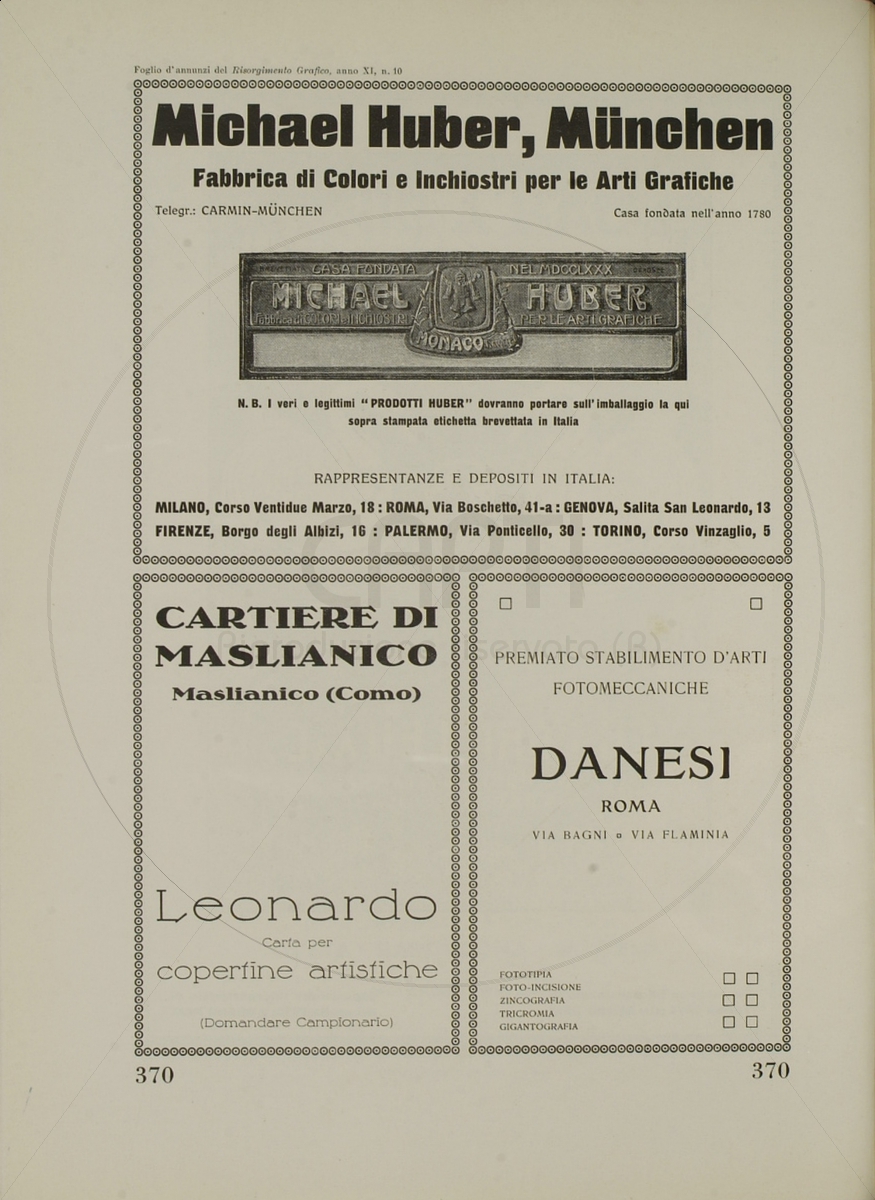 Foglio d'annunzi del Risorgimento Grafico, anno XI, n. 10
Michael Huber, München
Fabbrica di Colori e Inchiostri per le Arti Grafiche
Telegr.: CARMIN-MÜNCHEN
Casa fondata nell'anno 1780
CASA FONDATA NEL MDCCLXXX
MICHAEL HUBER
Fabbrica di COLORI-INCHIOSTRI PER LE ARTI GRAFICHE
MONACO
N. B. I veri e legittimi “PRODOTTI HUBER” dovranno portare sull'imballaggio la qui
sopra stampata etichetta brevettata in Italia
RAPPRESENTANZE E DEPOSITI IN ITALIA:
MILANO, Corso Ventidue Marzo, 18 : ROMA, Via Boschetto, 41-a : GENOVA, Salita San Leonardo, 13
FIRENZE, Borgo degli Albizi, 16 : PALERMO, Via Ponticello, 30 : TORINO, Corso Vinzaglio, 5
CARTIERE DI
MASLIANICO
Maslianico (Como)
Leonardo
Carta per
copertine artistiche
(Domandare Campionario)
370
PREMIATO STABILIMENTO D'ARTI
FOTOMECCANICHE
DANESI
ROMA
VIA BAGNI VIA FLAMINIA
FOTOTIPIA
FOTO-INCISIONE
ZINCOGRAFIA
TRICROMIA
GIGANTOGRAFIA
370